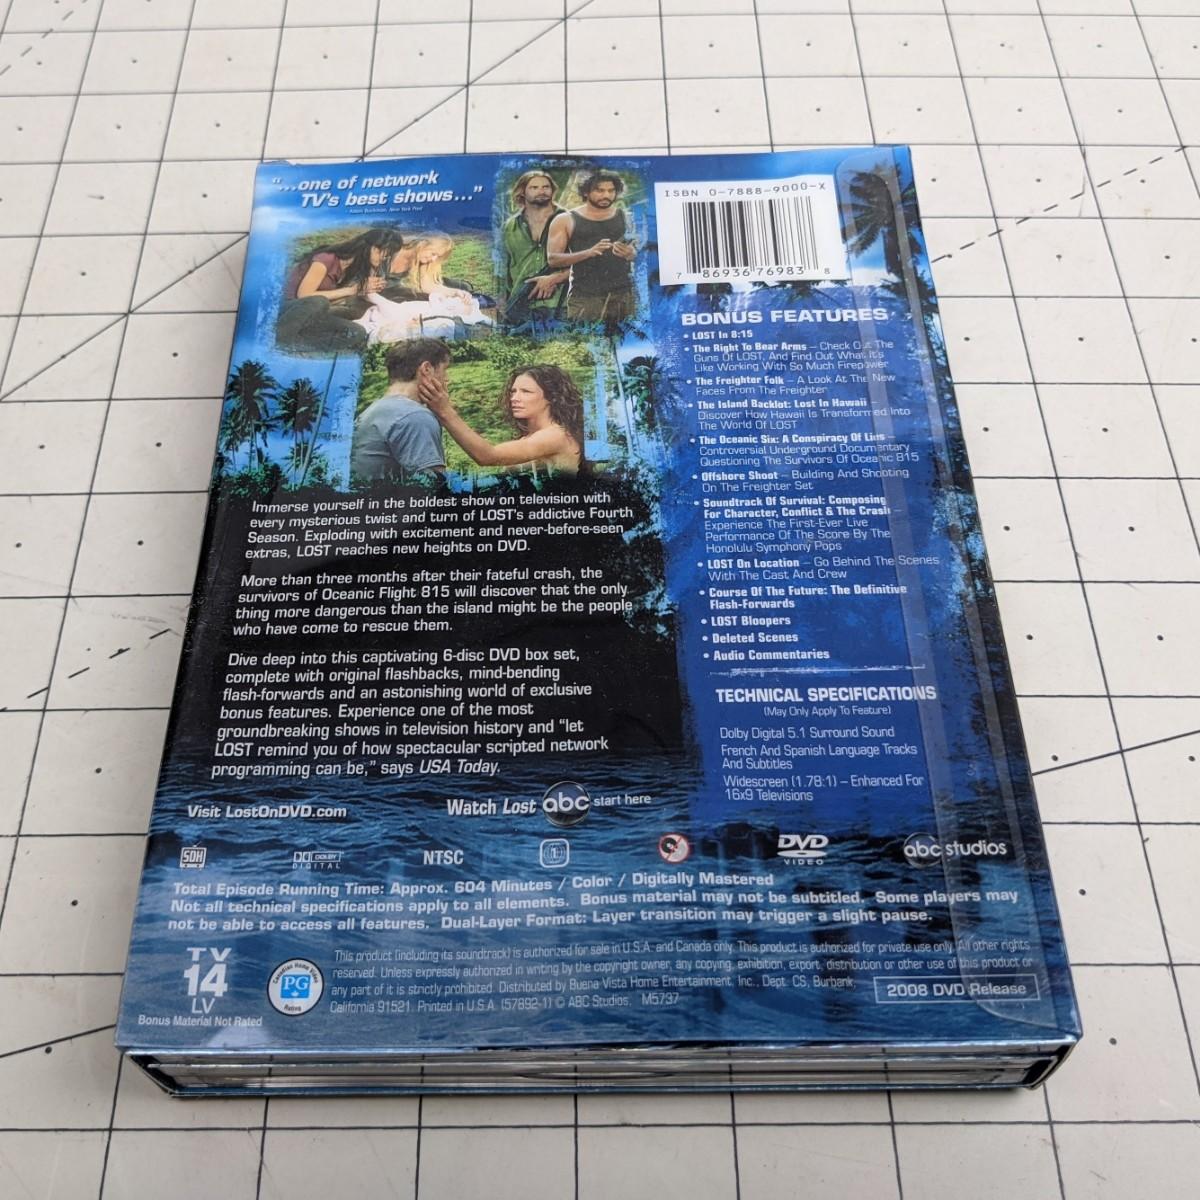 "...one of network
TV's best shows..."
- Adam Buckman, New York Post
ISBN 0-7888-9000-X
7 86936 76983 8
Immerse yourself in the boldest show on television with
every mysterious twist and turn of LOST's addictive Fourth
Season. Exploding with excitement and never-before-seen
extras, LOST reaches new heights on DVD.
More than three months after their fateful crash, the
survivors of Oceanic Flight 815 will discover that the only
thing more dangerous than the island might be the people
who have come to rescue them.
Dive deep into this captivating 6-disc DVD box set,
complete with original flashbacks, mind-bending
flash-forwards and an astonishing world of exclusive
bonus features. Experience one of the most
groundbreaking shows in television history and "let
LOST remind you of how spectacular scripted network
programming can be," says USA Today.
BONUS FEATURES
• LOST In 8:15
• The Right To Bear Arms – Check Out The
Guns Of LOST, And Find Out What It's
Like Working With So Much Firepower
• The Freighter Folk – A Look At The New
Faces From The Freighter
• The Island Backlot: Lost In Hawaii –
Discover How Hawaii Is Transformed Into
The World Of LOST
• The Oceanic Six: A Conspiracy Of Lies –
Controversial Underground Documentary
Questioning The Survivors Of Oceanic 815
• Offshore Shoot – Building And Shooting
On The Freighter Set
• Soundtrack Of Survival: Composing
For Character, Conflict & The Crash –
Experience The First-Ever Live
Performance Of The Score By The
Honolulu Symphony Pops
• LOST On Location – Go Behind The Scenes
With The Cast And Crew
• Course Of The Future: The Definitive
Flash-Forwards
• LOST Bloopers
• Deleted Scenes
• Audio Commentaries
TECHNICAL SPECIFICATIONS
(May Only Apply To Feature)
Dolby Digital 5.1 Surround Sound
French And Spanish Language Tracks
And Subtitles
Widescreen (1.78:1) – Enhanced For
16x9 Televisions
Visit LostOnDVD.com
Watch Lost abc start here
SDH
DOLBY
DIGITAL
NTSC
1
DVD
VIDEO
abc studios
Total Episode Running Time: Approx. 604 Minutes / Color / Digitally Mastered
Not all technical specifications apply to all elements. Bonus material may not be subtitled. Some players may
not be able to access all features. Dual-Layer Format: Layer transition may trigger a slight pause.
TV
14
LV
Bonus Material Not Rated
Canadian Home Video
PG
Rating
This product (including its soundtrack) is authorized for sale in U.S.A. and Canada only. This product is authorized for private use only. All other rights
reserved. Unless expressly authorized in writing by the copyright owner, any copying, exhibition, export, distribution or other use of this product or
any part of it is strictly prohibited. Distributed by Buena Vista Home Entertainment, Inc., Dept. CS, Burbank,
California 91521. Printed in U.S.A. (57892-11) © ABC Studios. M5737
2008 DVD Release